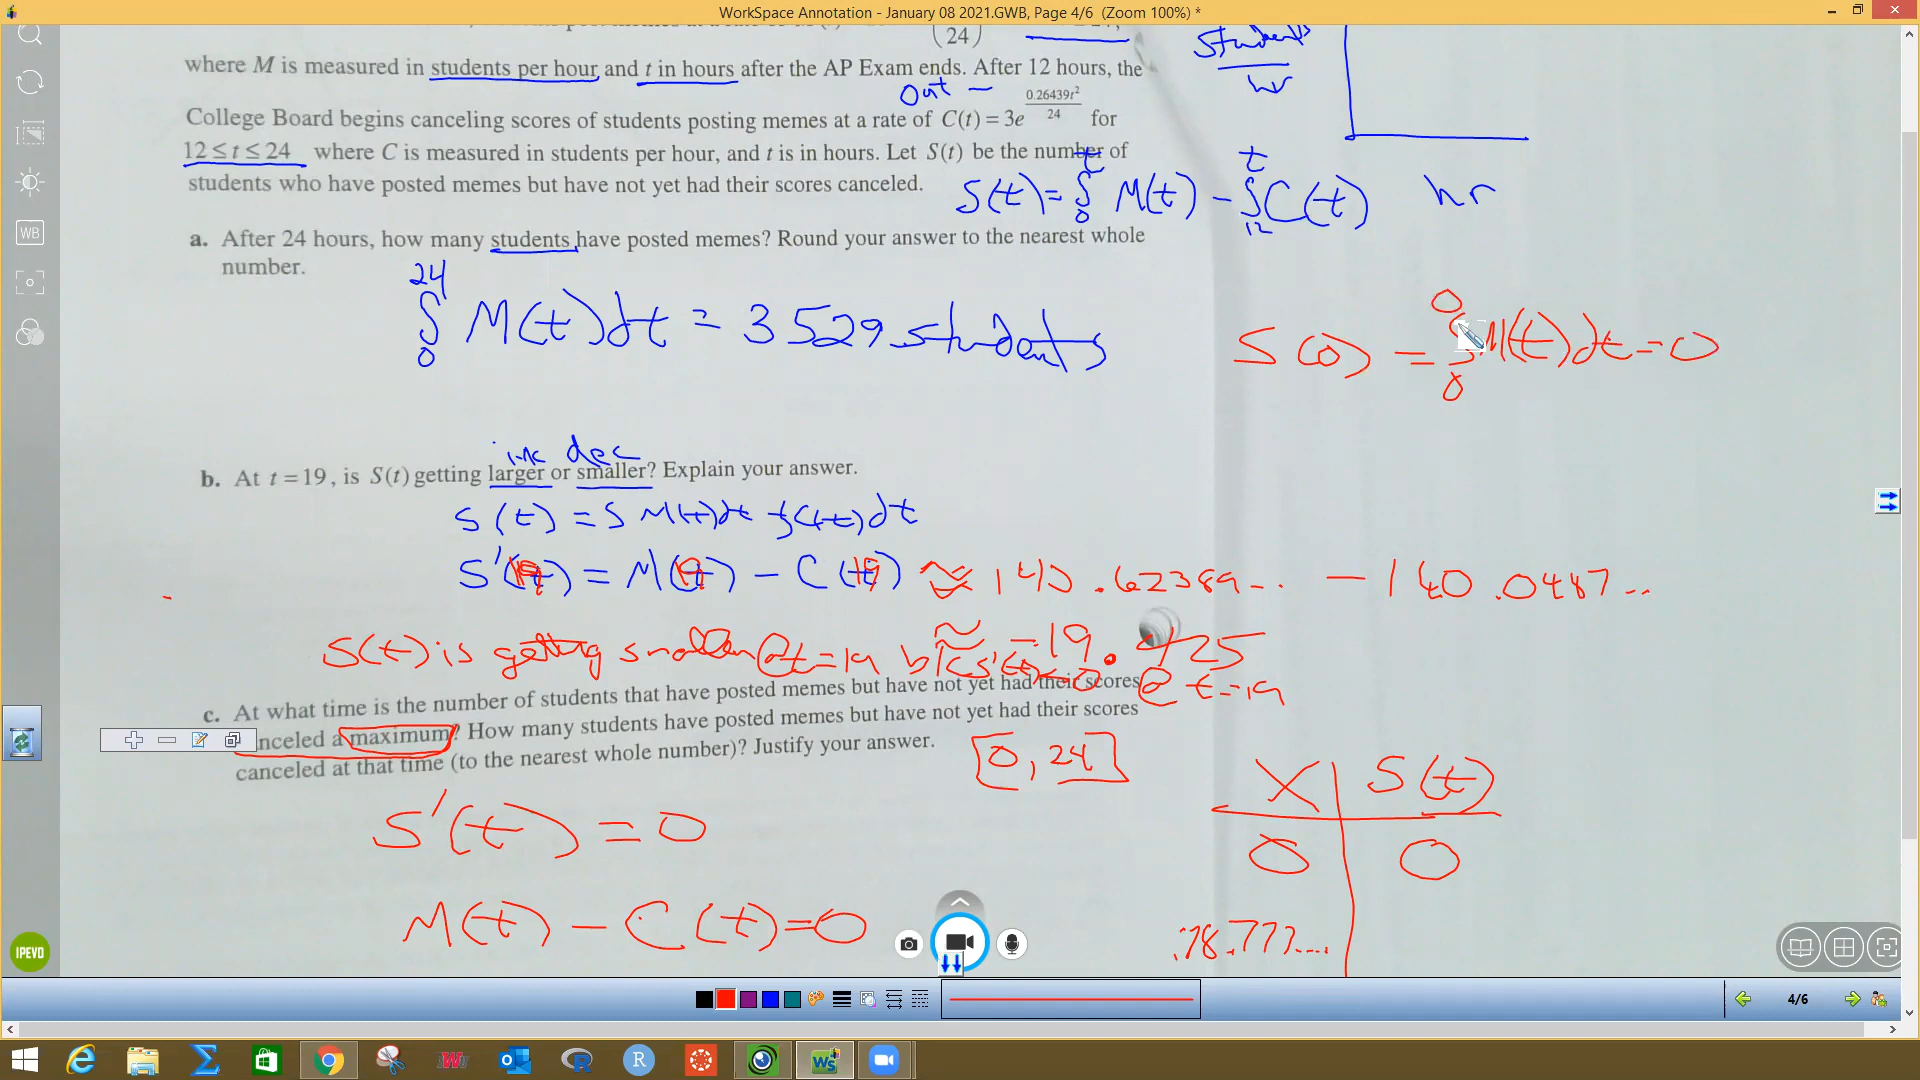 WorkSpace Annotation - January 08 2021.GWB, Page 4/6 (Zoom 100%) *
24
where M is measured in students per hour and t in hours after the AP Exam ends. After 12 hours, the
students
hr
out –
College Board begins canceling scores of students posting memes at a rate of C(t) = 3e^(0.26439t²/24) for
12 ≤ t ≤ 24 where C is measured in students per hour, and t is in hours. Let S(t) be the number of
students who have posted memes but have not yet had their scores canceled.
S(t) = ∫₀ᵗ M(t) – ∫₁₂ᵗ C(t) hr
a. After 24 hours, how many students have posted memes? Round your answer to the nearest whole
number.
∫₀²⁴ M(t)dt = 3529 students
S(0) = ∫₀⁰ M(t)dt = 0
inc dec
b. At t = 19, is S(t) getting larger or smaller? Explain your answer.
S(t) = ∫ M(t)dt – ∫C(t)dt
S'(19) = M(19) – C(19) ≈ 140.0487...
S(t) is getting smaller @ t=19 b/c S'(t) < 0 @ t=19
≈ –19.425
c. At what time is the number of students that have posted memes but have not yet had their scores
canceled a maximum? How many students have posted memes but have not yet had their scores
canceled at that time (to the nearest whole number)? Justify your answer.
[0, 24]
X S(t)
S'(t) = 0
0 0
M(t) – C(t) = 0
18.777...
WB
IPEVO
4/6